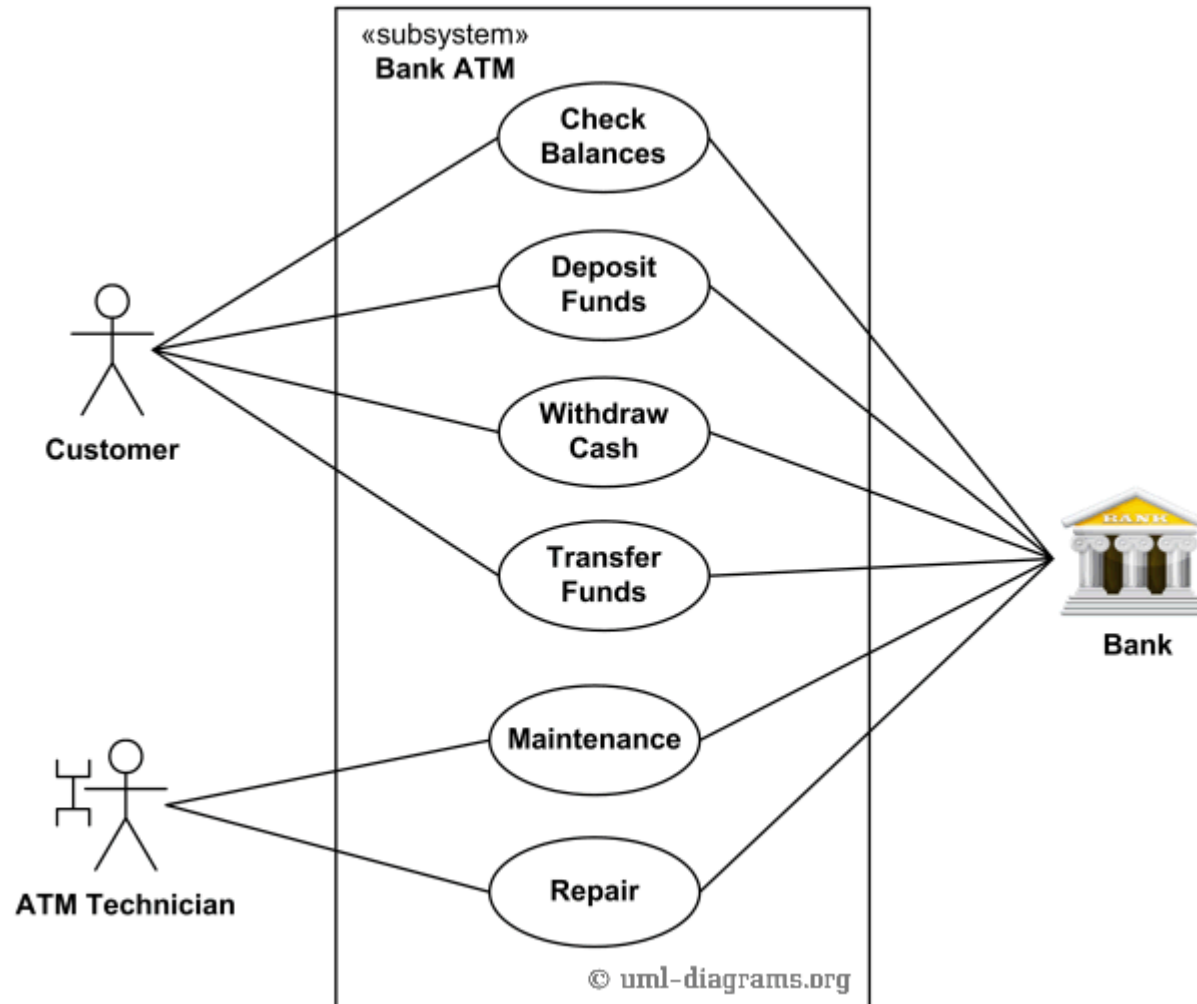 «subsystem»
Bank ATM
Check
Balances
Deposit
Funds
Customer
Withdraw
Cash
Transfer
Funds
BANK
Bank
Maintenance
ATM Technician
Repair
© uml-diagrams.org